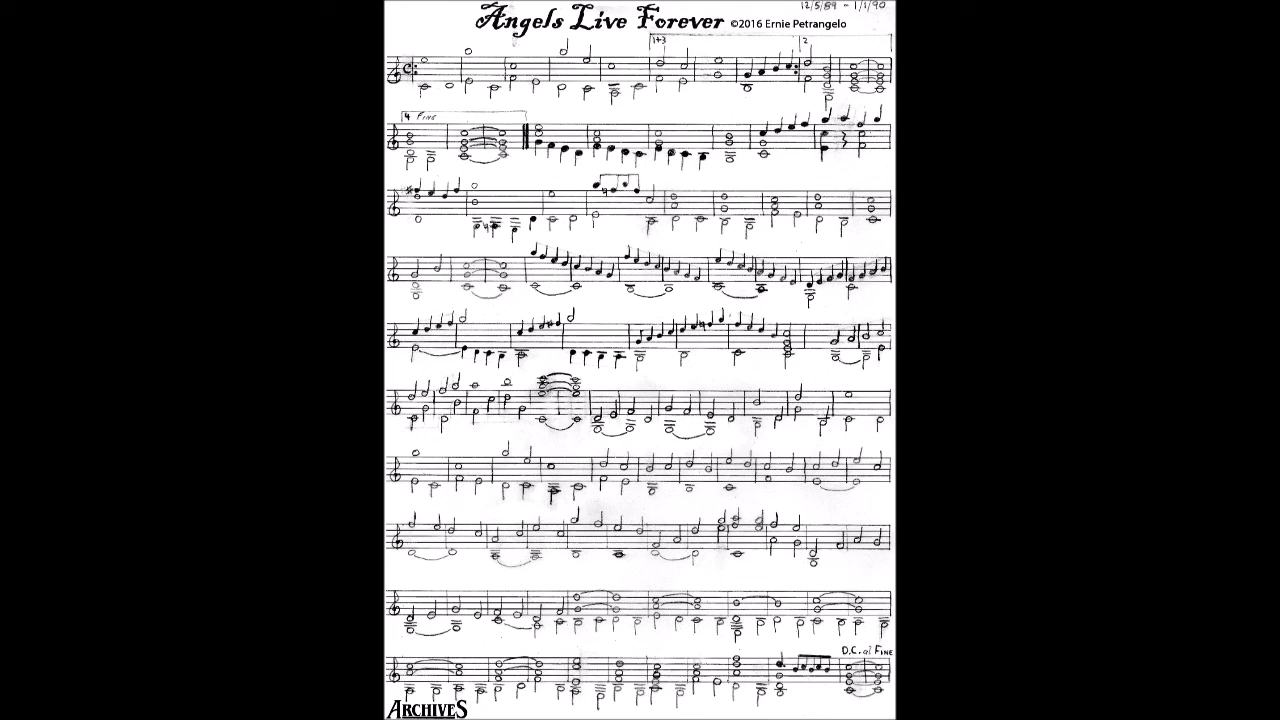 12/5/89 - 1/1/90
Angels Live Forever ©2016 Ernie Petrangelo
1+3
2
4 FINE
D.C. al FINE
ARCHIVES